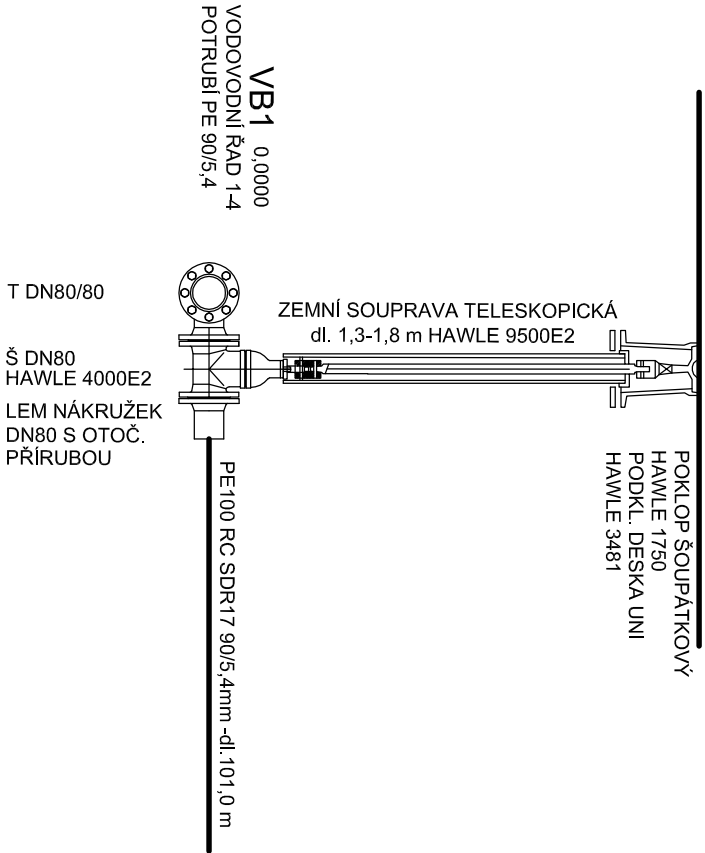 VB1 0,0000
VODOVODNÍ ŘAD 1-4
POTRUBÍ PE 90/5,4
T DN80/80
ZEMNÍ SOUPRAVA TELESKOPICKÁ
dl. 1,3-1,8 m HAWLE 9500E2
Š DN80
HAWLE 4000E2
LEM NÁKRUŽEK
DN80 S OTOČ.
PŘÍRUBOU
POKLOP ŠOUPÁTKOVÝ
HAWLE 1750
PODKL. DESKA UNI
HAWLE 3481
PE100 RC SDR17 90/5,4mm -dl.101,0 m